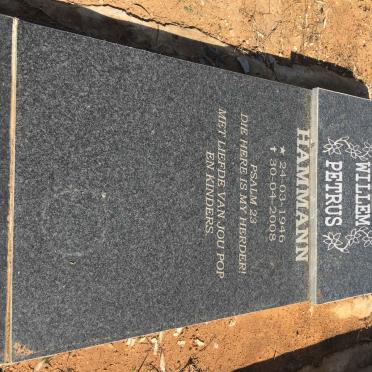 WILLEM
PETRUS
HAMMANN
★ 24-03-1946
✝ 30-04-2008
PSALM 23
DIE HERE IS MY HERDER!
MET LIEFDE VAN JOU POP
EN KINDERS.